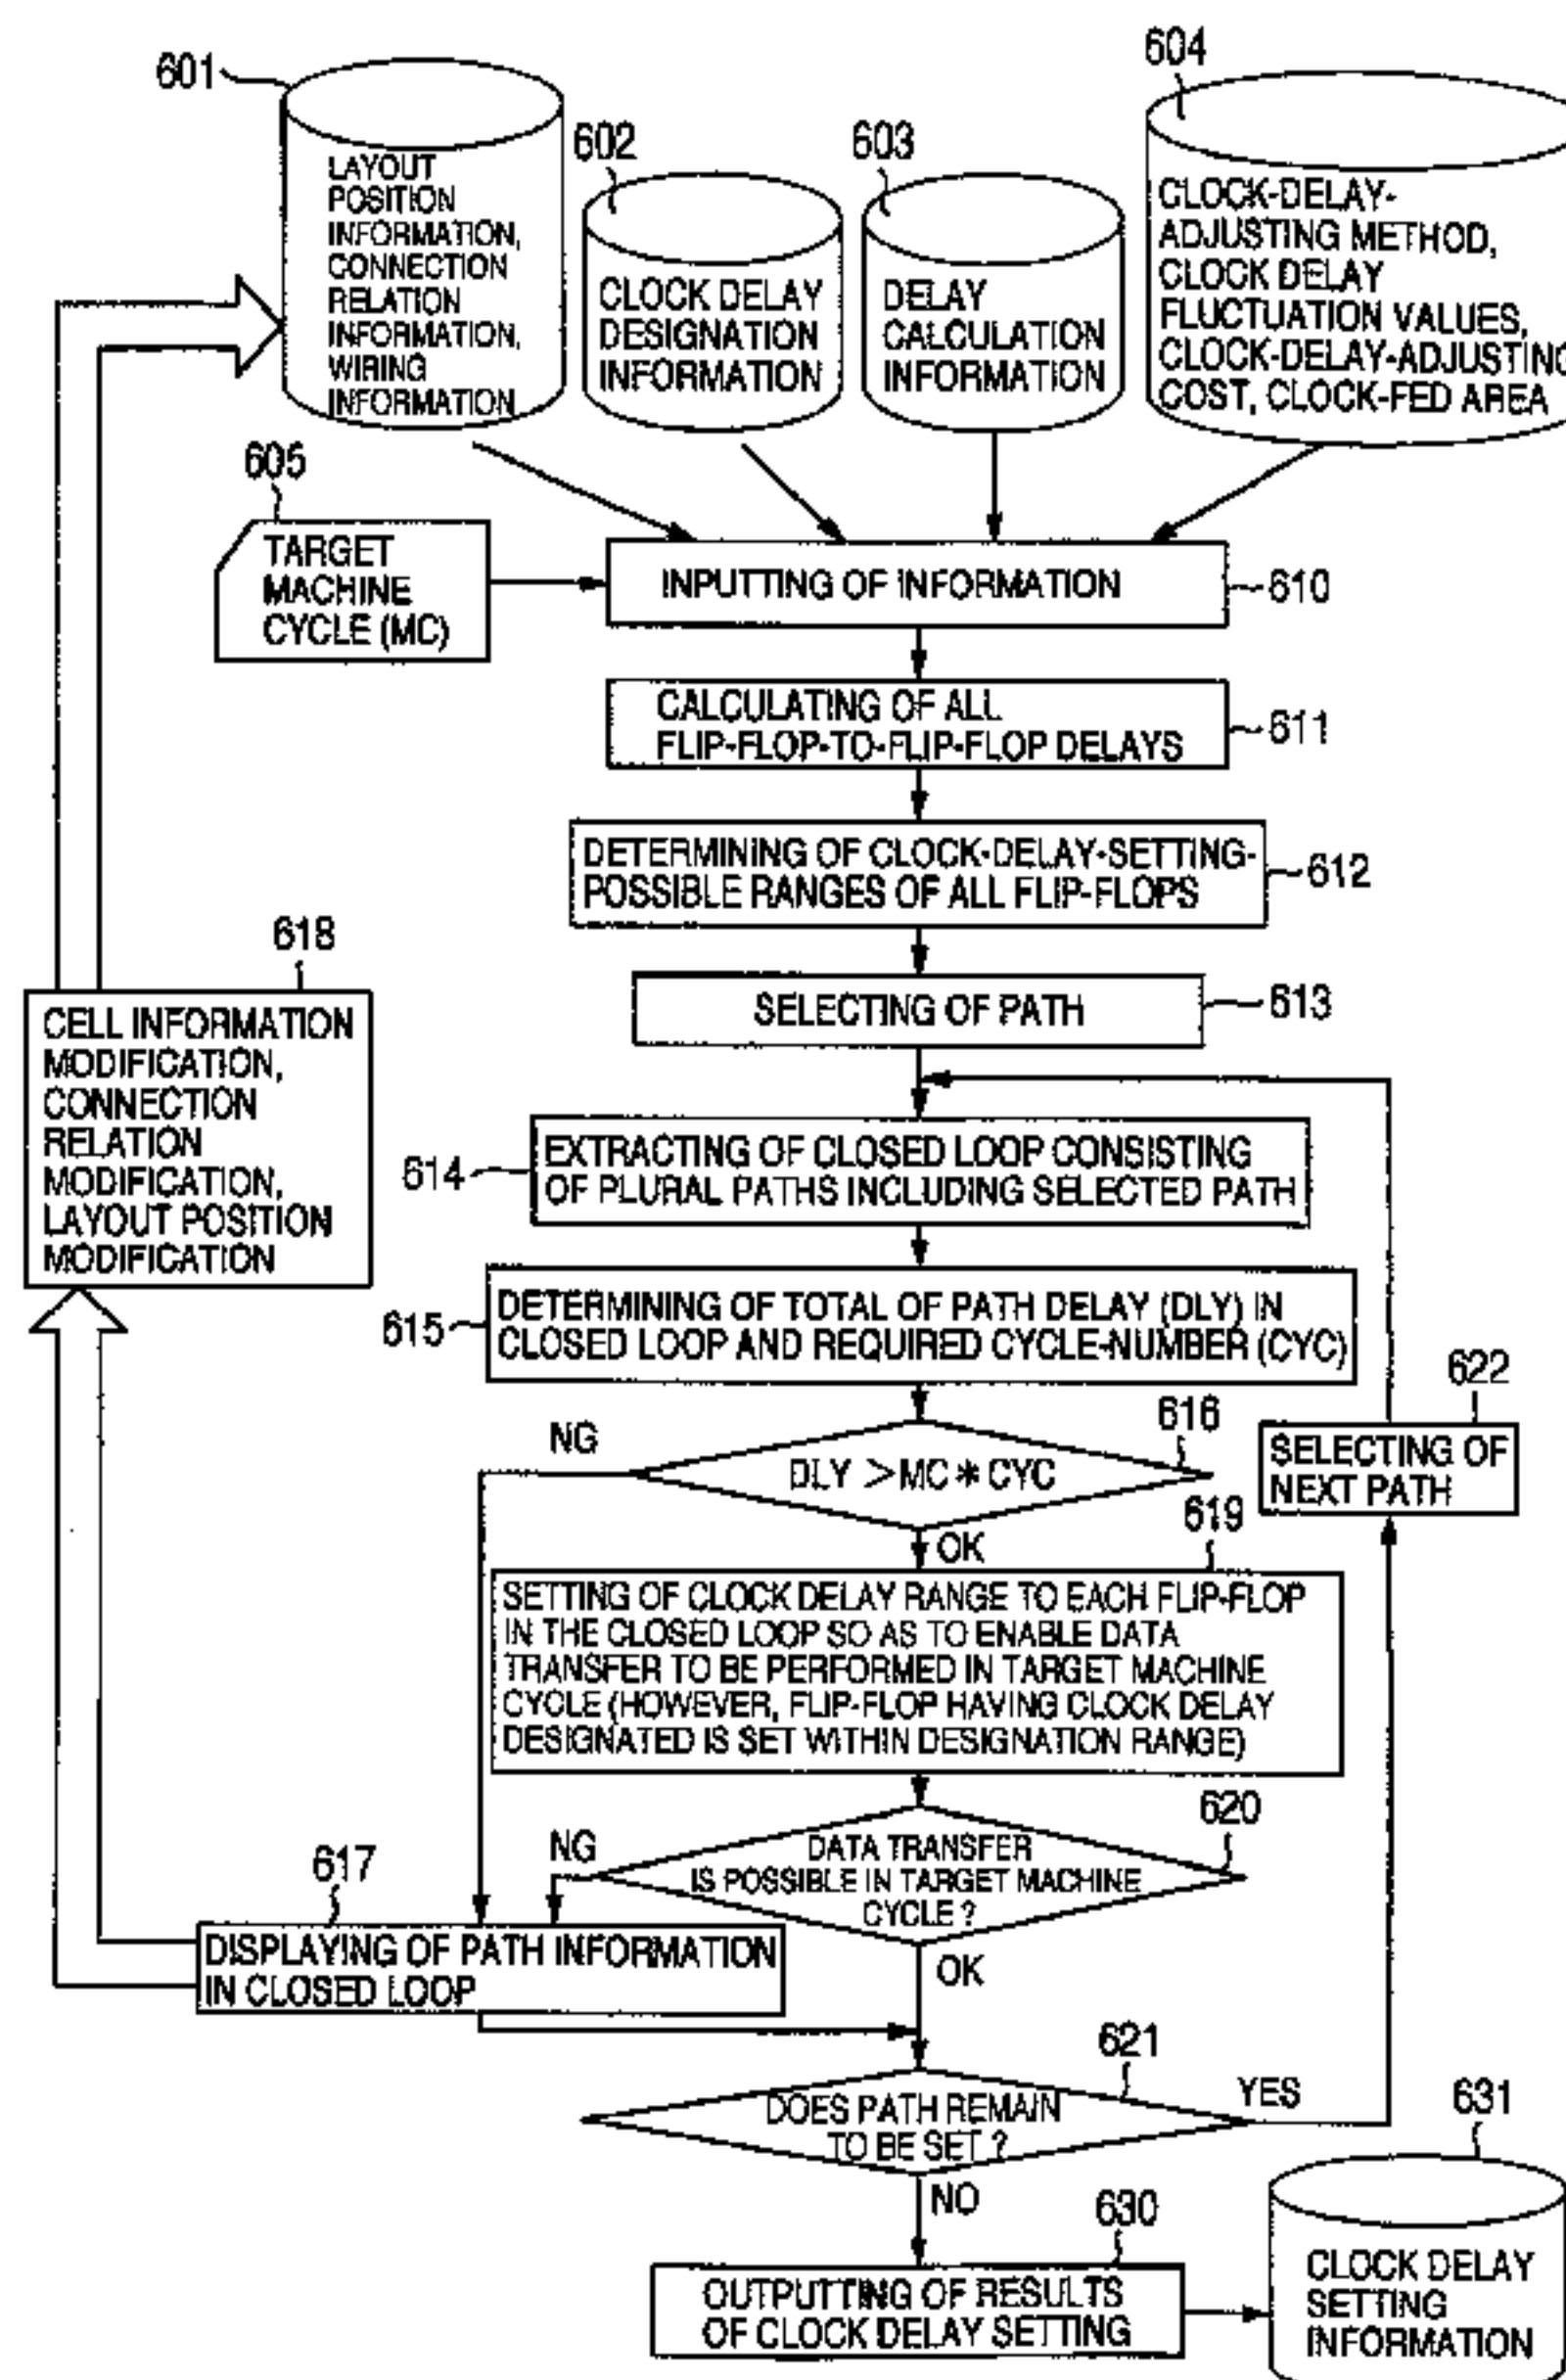 601
LAYOUT
POSITION
INFORMATION,
CONNECTION
RELATION
INFORMATION,
WIRING
INFORMATION
602
CLOCK DELAY
DESIGNATION
INFORMATION
603
DELAY
CALCULATION
INFORMATION
604
CLOCK-DELAY-
ADJUSTING METHOD,
CLOCK DELAY
FLUCTUATION VALUES,
CLOCK-DELAY-ADJUSTING
COST, CLOCK-FED AREA
605
TARGET
MACHINE
CYCLE (MC)
INPUTTING OF INFORMATION
610
CALCULATING OF ALL
FLIP-FLOP-TO-FLIP-FLOP DELAYS
611
DETERMINING OF CLOCK-DELAY-SETTING-
POSSIBLE RANGES OF ALL FLIP-FLOPS
612
SELECTING OF PATH
613
618
CELL INFORMATION
MODIFICATION,
CONNECTION
RELATION
MODIFICATION,
LAYOUT POSITION
MODIFICATION
614
EXTRACTING OF CLOSED LOOP CONSISTING
OF PLURAL PATHS INCLUDING SELECTED PATH
615
DETERMINING OF TOTAL OF PATH DELAY (DLY) IN
CLOSED LOOP AND REQUIRED CYCLE-NUMBER (CYC)
616
NG
DLY >MC * CYC
OK
622
SELECTING OF
NEXT PATH
619
SETTING OF CLOCK DELAY RANGE TO EACH FLIP-FLOP
IN THE CLOSED LOOP SO AS TO ENABLE DATA
TRANSFER TO BE PERFORMED IN TARGET MACHINE
CYCLE (HOWEVER, FLIP-FLOP HAVING CLOCK DELAY
DESIGNATED IS SET WITHIN DESIGNATION RANGE)
620
NG
DATA TRANSFER
IS POSSIBLE IN TARGET MACHINE
CYCLE ?
OK
617
DISPLAYING OF PATH INFORMATION
IN CLOSED LOOP
621
DOES PATH REMAIN
TO BE SET ?
YES
NO
630
OUTPUTTING OF RESULTS
OF CLOCK DELAY SETTING
631
CLOCK DELAY
SETTING
INFORMATION